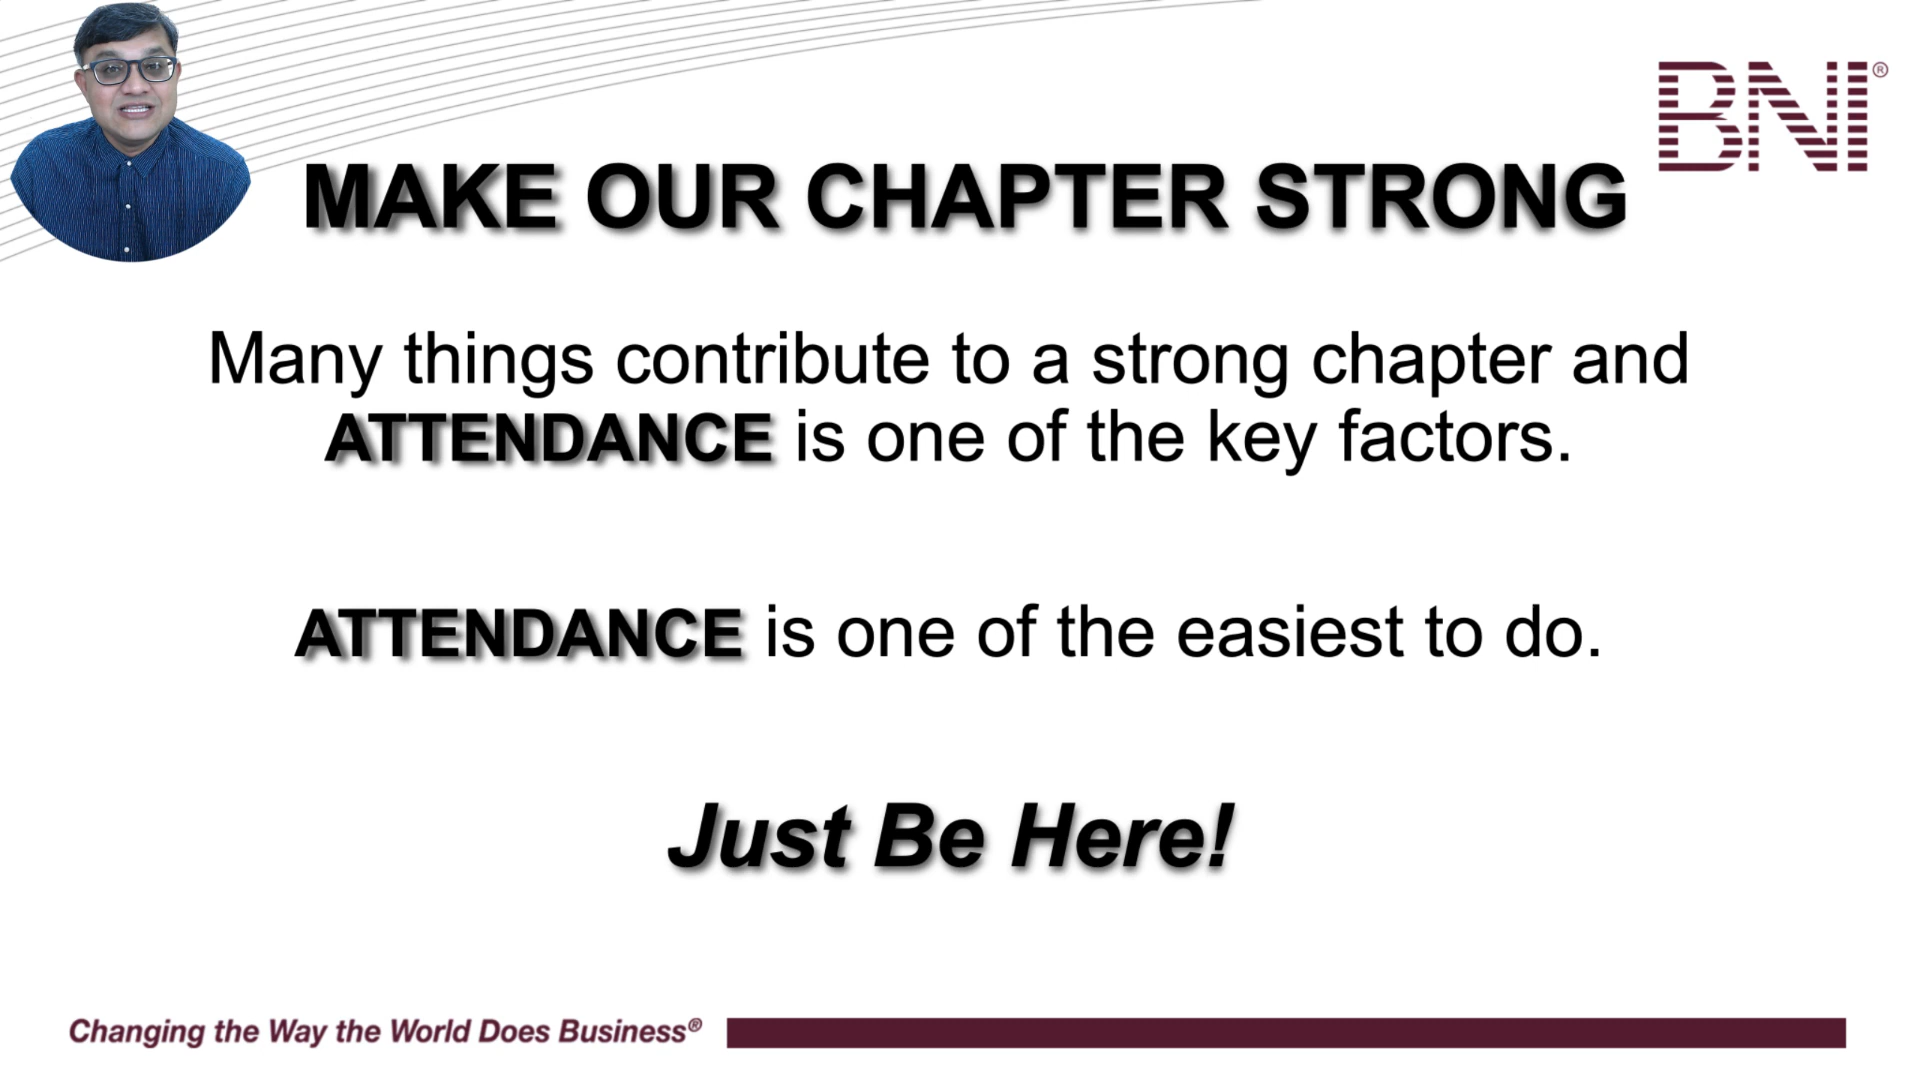 BNI®
MAKE OUR CHAPTER STRONG
Many things contribute to a strong chapter and
ATTENDANCE is one of the key factors.
ATTENDANCE is one of the easiest to do.
Just Be Here!
Changing the Way the World Does Business®